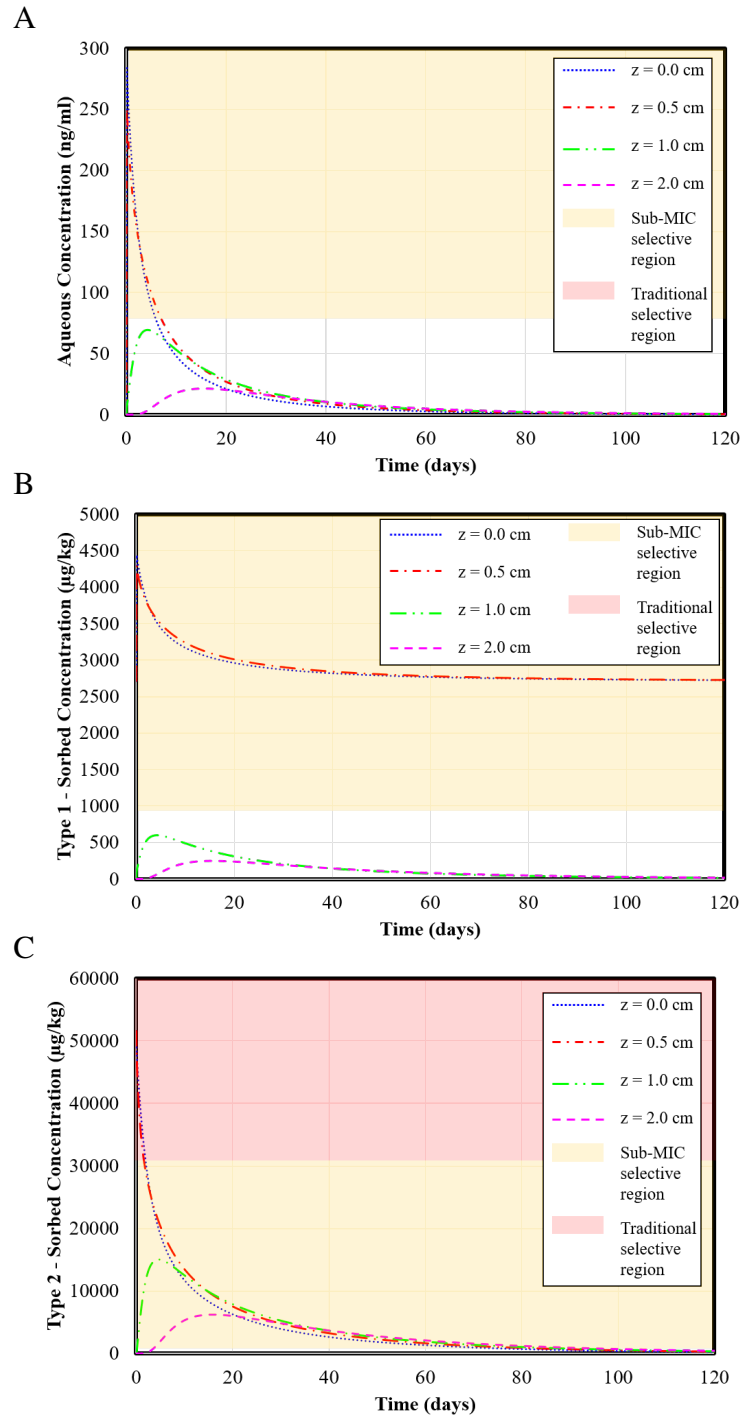 A
300
250
200
150
100
50
0
Aqueous Concentration (ng/ml)
z = 0.0 cm
z = 0.5 cm
z = 1.0 cm
z = 2.0 cm
Sub-MIC
selective
region
Traditional
selective
region
0 20 40 60 80 100 120
Time (days)
B
5000
4500
4000
3500
3000
2500
2000
1500
1000
500
0
Type 1 - Sorbed Concentration (µg/kg)
z = 0.0 cm
z = 0.5 cm
z = 1.0 cm
z = 2.0 cm
Sub-MIC
selective
region
Traditional
selective
region
0 20 40 60 80 100 120
Time (days)
C
60000
50000
40000
30000
20000
10000
0
Type 2 - Sorbed Concentration (µg/kg)
z = 0.0 cm
z = 0.5 cm
z = 1.0 cm
z = 2.0 cm
Sub-MIC
selective
region
Traditional
selective
region
0 20 40 60 80 100 120
Time (days)